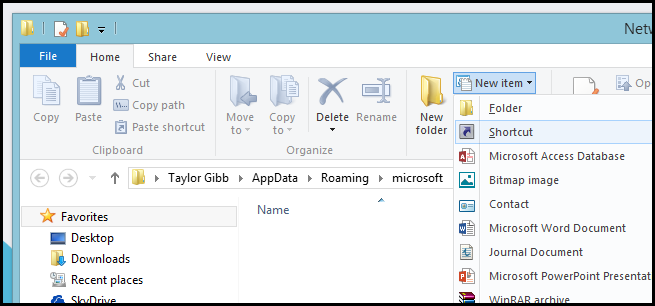 Netw
File Home Share View
Copy Paste Cut Copy path Paste shortcut Move to Copy to Delete Rename New folder New item Op
Clipboard Organize
Taylor Gibb AppData Roaming microsoft
Favorites
Desktop
Downloads
Recent places
SkyDrive
Name
Folder
Shortcut
Microsoft Access Database
Bitmap image
Contact
Microsoft Word Document
Journal Document
Microsoft PowerPoint Presentat
WinRAR archive